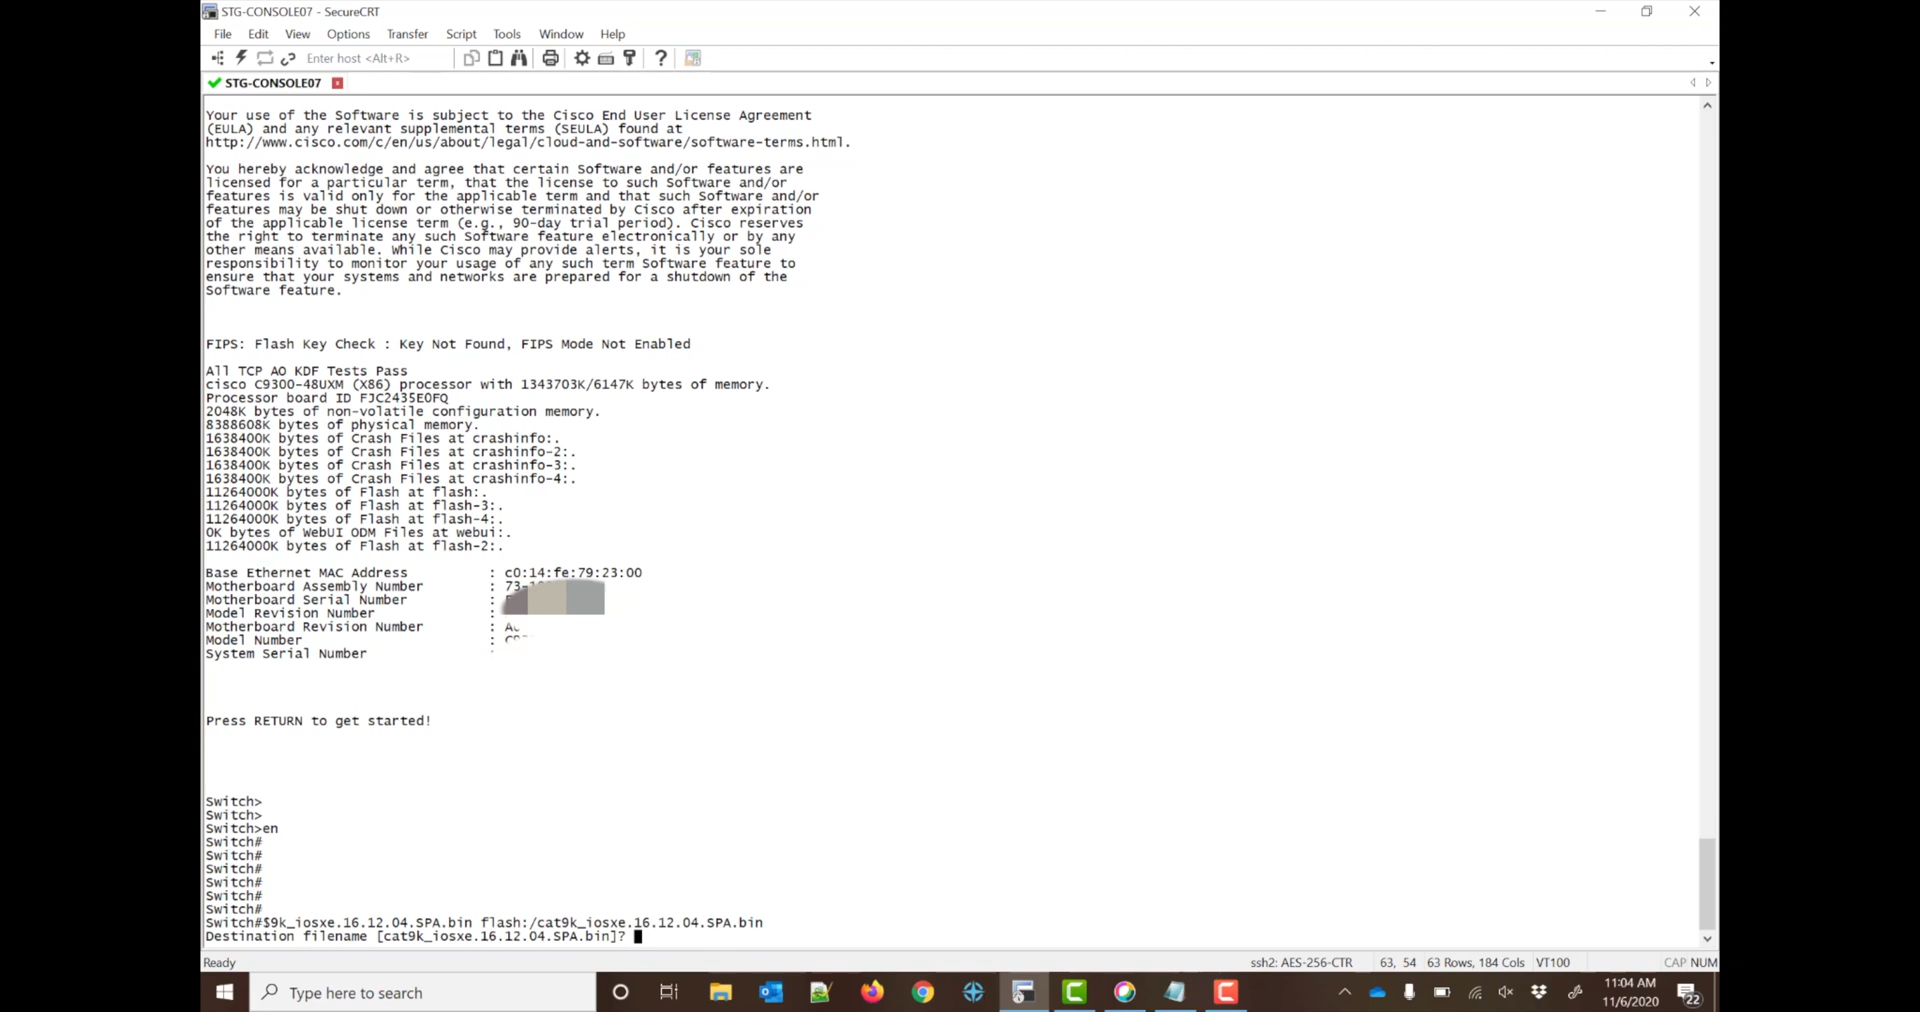 STG-CONSOLE07 - SecureCRT
File Edit View Options Transfer Script Tools Window Help
Enter host <Alt+R>
STG-CONSOLE07
Your use of the Software is subject to the Cisco End User License Agreement
(EULA) and any relevant supplemental terms (SEULA) found at
http://www.cisco.com/c/en/us/about/legal/cloud-and-software/software-terms.html.
You hereby acknowledge and agree that certain Software and/or features are
licensed for a particular term, that the license to such Software and/or
features is valid only for the applicable term and that such Software and/or
features may be shut down or otherwise terminated by Cisco after expiration
of the applicable license term (e.g., 90-day trial period). Cisco reserves
the right to terminate any such Software feature electronically or by any
other means available. While Cisco may provide alerts, it is your sole
responsibility to monitor your usage of any such term Software feature to
ensure that your systems and networks are prepared for a shutdown of the
Software feature.
FIPS: Flash Key Check : Key Not Found, FIPS Mode Not Enabled
All TCP AO KDF Tests Pass
cisco C9300-48UXM (X86) processor with 1343703K/6147K bytes of memory.
Processor board ID FJC2435E0FQ
2048K bytes of non-volatile configuration memory.
8388608K bytes of physical memory.
1638400K bytes of Crash Files at crashinfo:.
1638400K bytes of Crash Files at crashinfo-2:.
1638400K bytes of Crash Files at crashinfo-3:.
1638400K bytes of Crash Files at crashinfo-4:.
11264000K bytes of Flash at flash:.
11264000K bytes of Flash at flash-3:.
11264000K bytes of Flash at flash-4:.
0K bytes of WebUI ODM Files at webui:.
11264000K bytes of Flash at flash-2:.
Base Ethernet MAC Address : c0:14:fe:79:23:00
Motherboard Assembly Number :
Motherboard Serial Number :
Model Revision Number :
Motherboard Revision Number :
Model Number :
System Serial Number
Press RETURN to get started!
Switch>
Switch>
Switch>en
Switch#
Switch#
Switch#
Switch#
Switch#
Switch#
Switch#$9k_iosxe.16.12.04.SPA.bin flash:/cat9k_iosxe.16.12.04.SPA.bin
Destination filename [cat9k_iosxe.16.12.04.SPA.bin]?
Ready ssh2: AES-256-CTR 63, 54 63 Rows, 184 Cols VT100 CAP NUM
Type here to search
11:04 AM
11/6/2020
22